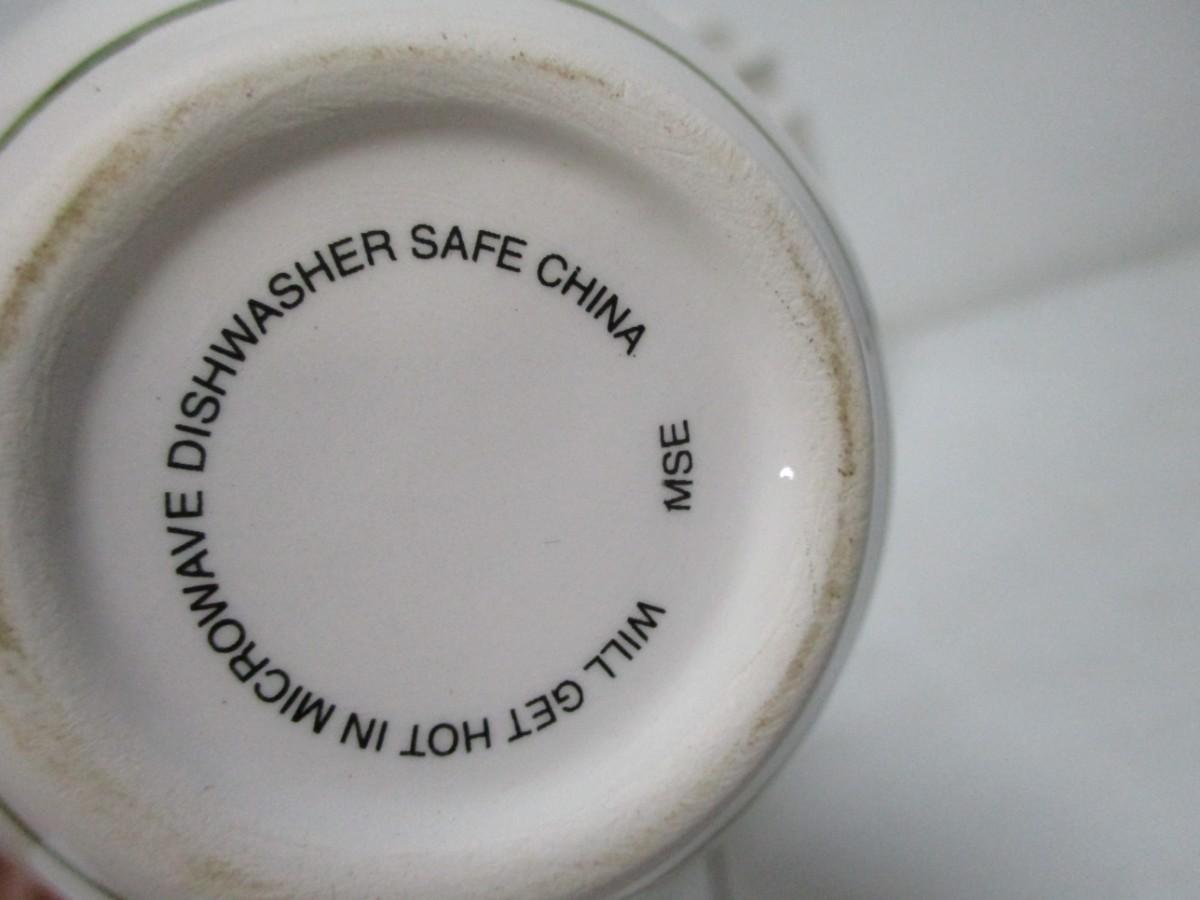 WILL GET HOT IN MICROWAVE DISHWASHER SAFE CHINA
MSE